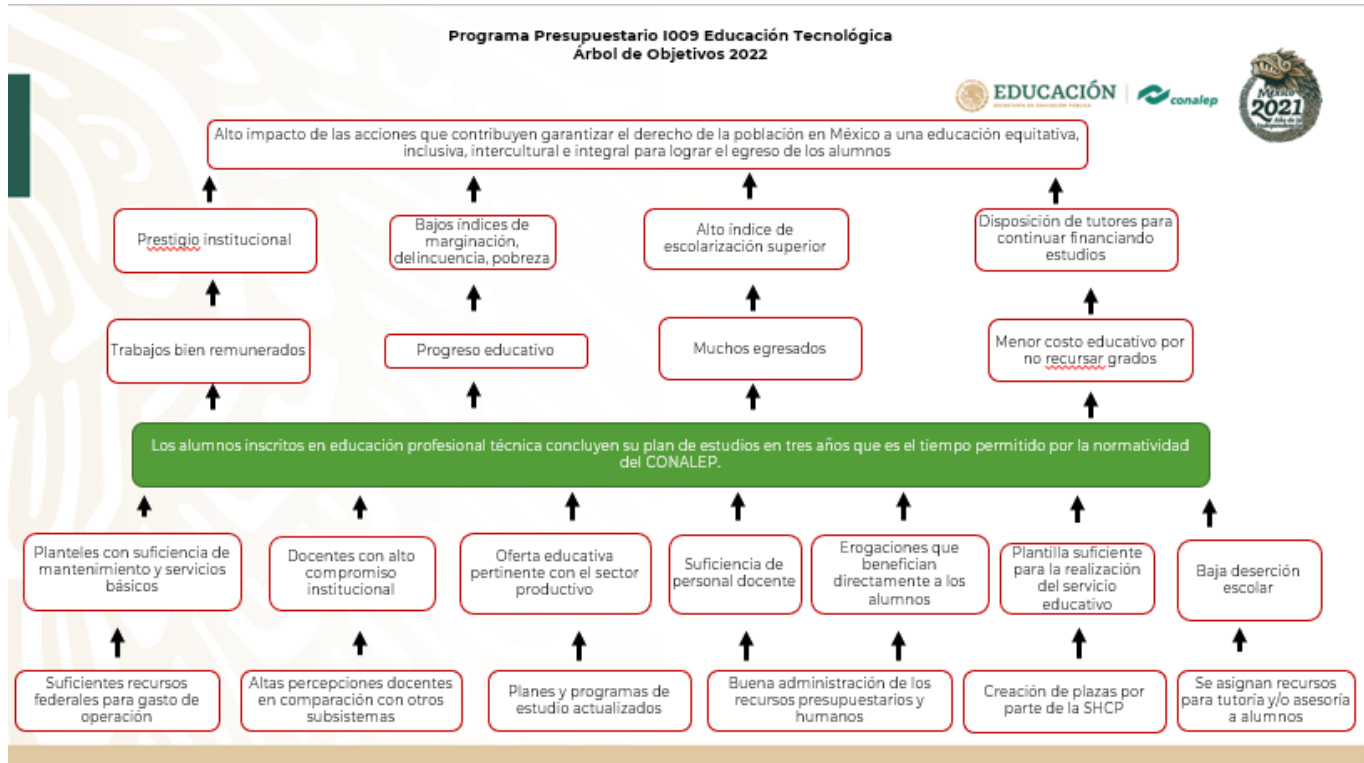 Programa Presupuestario I009 Educación Tecnológica
Árbol de Objetivos 2022
EDUCACIÓN
SECRETARÍA DE EDUCACIÓN PÚBLICA
conalep
México
2021
Año de la
Independencia
Alto impacto de las acciones que contribuyen garantizar el derecho de la población en México a una educación equitativa,
inclusiva, intercultural e integral para lograr el egreso de los alumnos
Prestigio institucional
Bajos índices de
marginación,
delincuencia, pobreza
Alto índice de
escolarización superior
Disposición de tutores para
continuar financiando
estudios
Trabajos bien remunerados
Progreso educativo
Muchos egresados
Menor costo educativo por
no recursar grados
Los alumnos inscritos en educación profesional técnica concluyen su plan de estudios en tres años que es el tiempo permitido por la normatividad
del CONALEP.
Planteles con suficiencia de
mantenimiento y servicios
básicos
Docentes con alto
compromiso
institucional
Oferta educativa
pertinente con el sector
productivo
Suficiencia de
personal docente
Erogaciones que
benefician
directamente a los
alumnos
Plantilla suficiente
para la realización
del servicio
educativo
Baja deserción
escolar
Suficientes recursos
federales para gasto de
operación
Altas percepciones docentes
en comparación con otros
subsistemas
Planes y programas de
estudio actualizados
Buena administración de los
recursos presupuestarios y
humanos
Creación de plazas por
parte de la SHCP
Se asignan recursos
para tutoría y/o asesoría
a alumnos